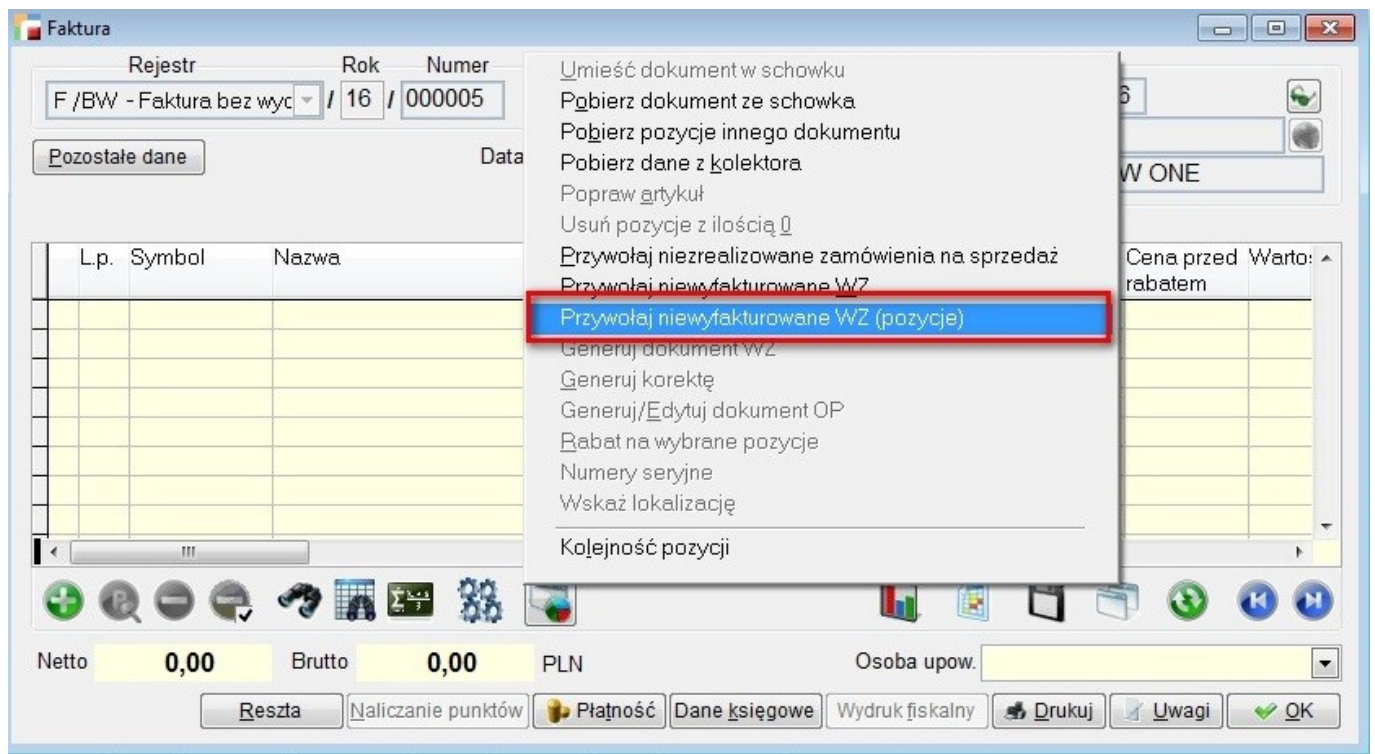 Faktura
Rejestr Rok Numer
F /BW - Faktura bez wyc / 16 / 000005
Pozostałe dane Data
W ONE
Umieść dokument w schowku
Pobierz dokument ze schowka
Pobierz pozycje innego dokumentu
Pobierz dane z kolektora
Popraw artykuł
Usuń pozycje z ilością 0
Przywołaj niezrealizowane zamówienia na sprzedaż
Przywołaj niewyfakturowane WZ
Przywołaj niewyfakturowane WZ (pozycje)
Generuj dokument WZ
Generuj korektę
Generuj/Edytuj dokument OP
Rabat na wybrane pozycje
Numery seryjne
Wskaż lokalizację
Kolejność pozycji
L.p. Symbol Nazwa Cena przed rabatem Wartoś
Netto 0,00 Brutto 0,00 PLN Osoba upow.
Reszta Naliczanie punktów Płatność Dane księgowe Wydruk fiskalny Drukuj Uwagi OK